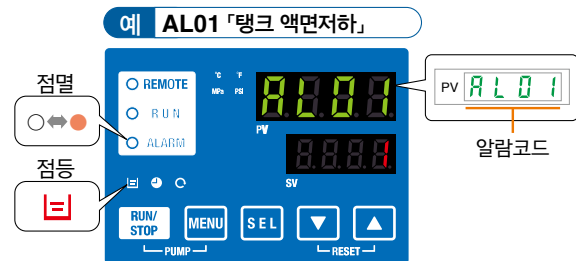 예 AL01 「탱크 액면저하」
점멸
점등
REMOTE
RUN
ALARM
°C °F
MPa PSI
AL01
PV
1
SV
RUN/
STOP
MENU
SEL
PUMP
RESET
PV AL01
알람코드